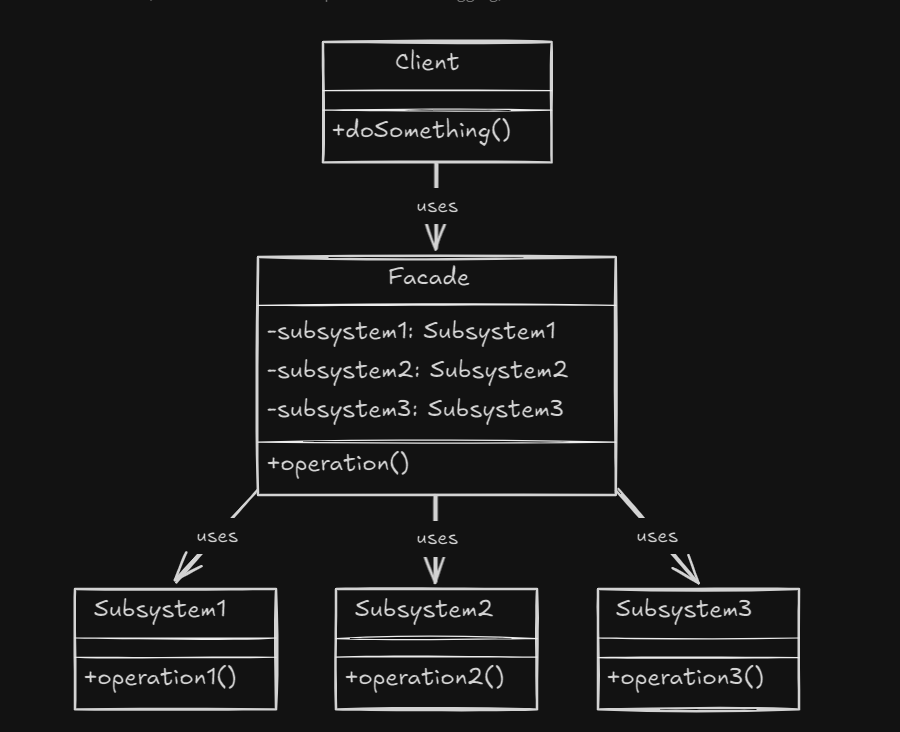 Client
+doSomething()
uses
Facade
-subsystem1: Subsystem1
-subsystem2: Subsystem2
-subsystem3: Subsystem3
+operation()
uses
uses
uses
Subsystem1
Subsystem2
Subsystem3
+operation1()
+operation2()
+operation3()